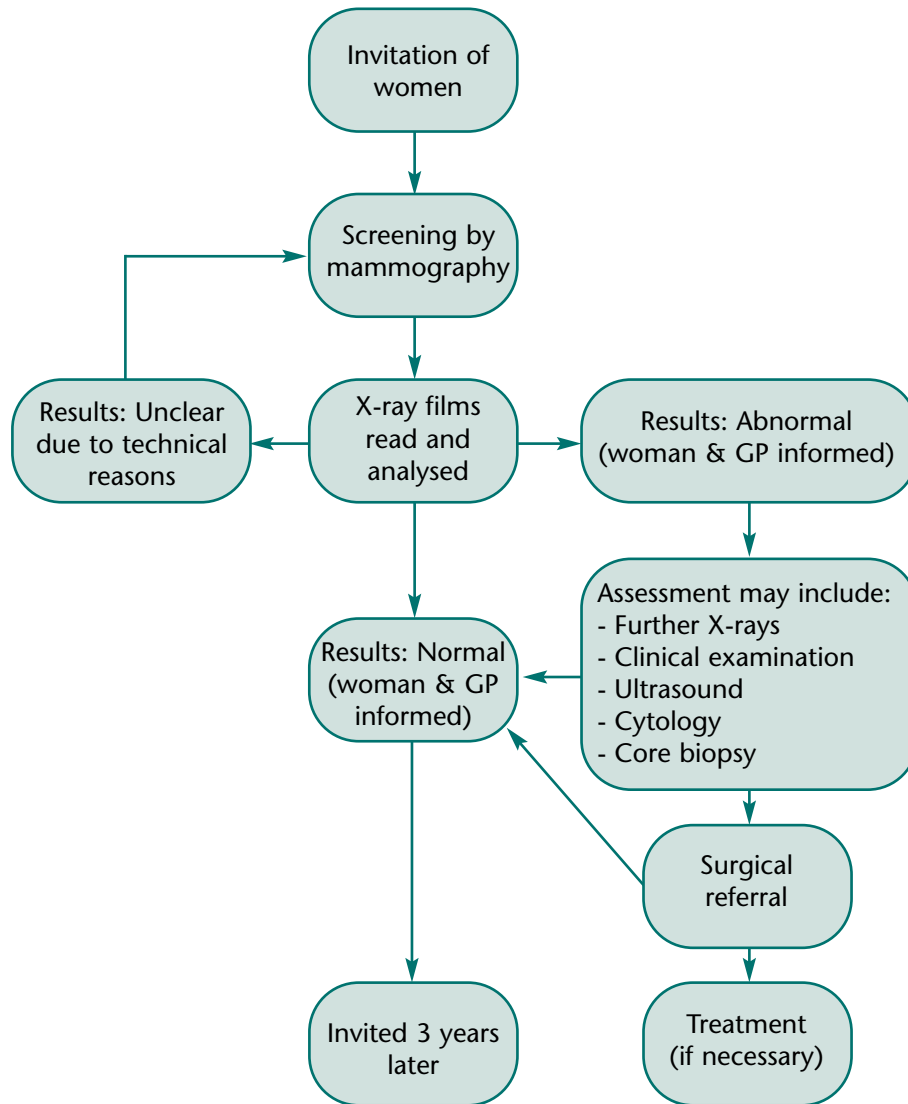 Invitation of
women
Screening by
mammography
X-ray films
read and
analysed
Results: Unclear
due to technical
reasons
Results: Abnormal
(woman & GP informed)
Assessment may include:
- Further X-rays
- Clinical examination
- Ultrasound
- Cytology
- Core biopsy
Results: Normal
(woman & GP
informed)
Surgical
referral
Invited 3 years
later
Treatment
(if necessary)